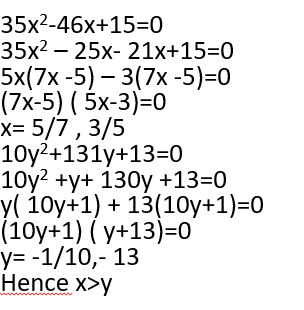 35x²-46x+15=0
35x² – 25x- 21x+15=0
5x(7x -5) – 3(7x -5)=0
(7x-5) ( 5x-3)=0
x= 5/7 , 3/5
10y²+131y+13=0
10y² +y+ 130y +13=0
y( 10y+1) + 13(10y+1)=0
(10y+1) ( y+13)=0
y= -1/10,- 13
Hence x>y